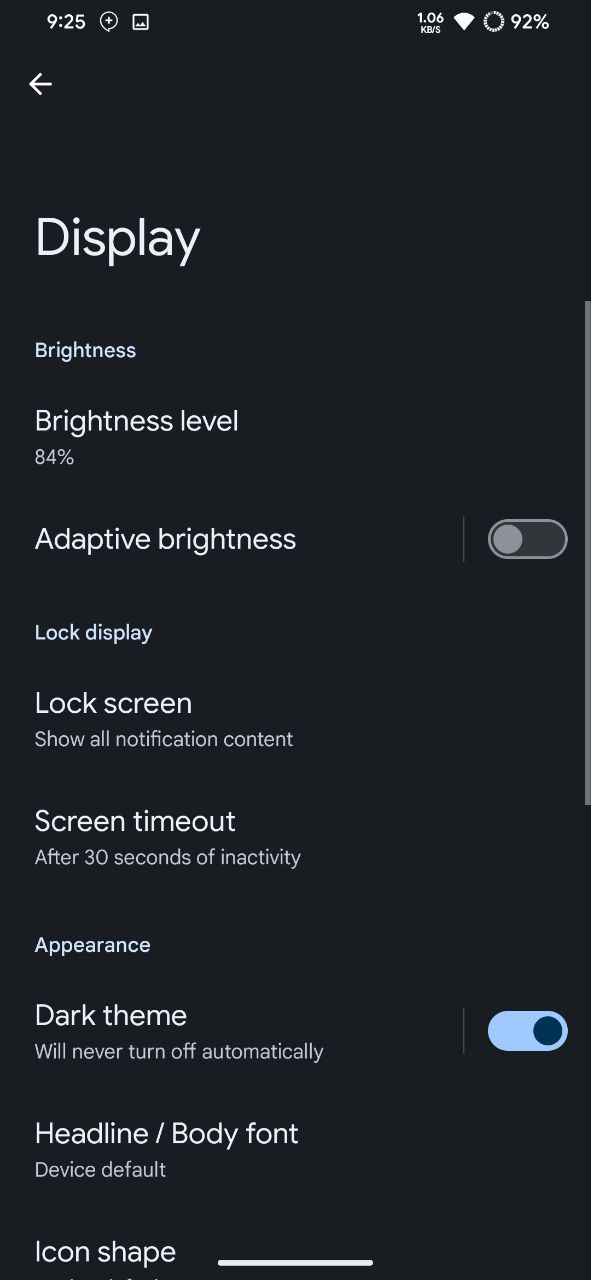 9:25 1.06 KB/S 92%
Display
Brightness
Brightness level
84%
Adaptive brightness
Lock display
Lock screen
Show all notification content
Screen timeout
After 30 seconds of inactivity
Appearance
Dark theme
Will never turn off automatically
Headline / Body font
Device default
Icon shape